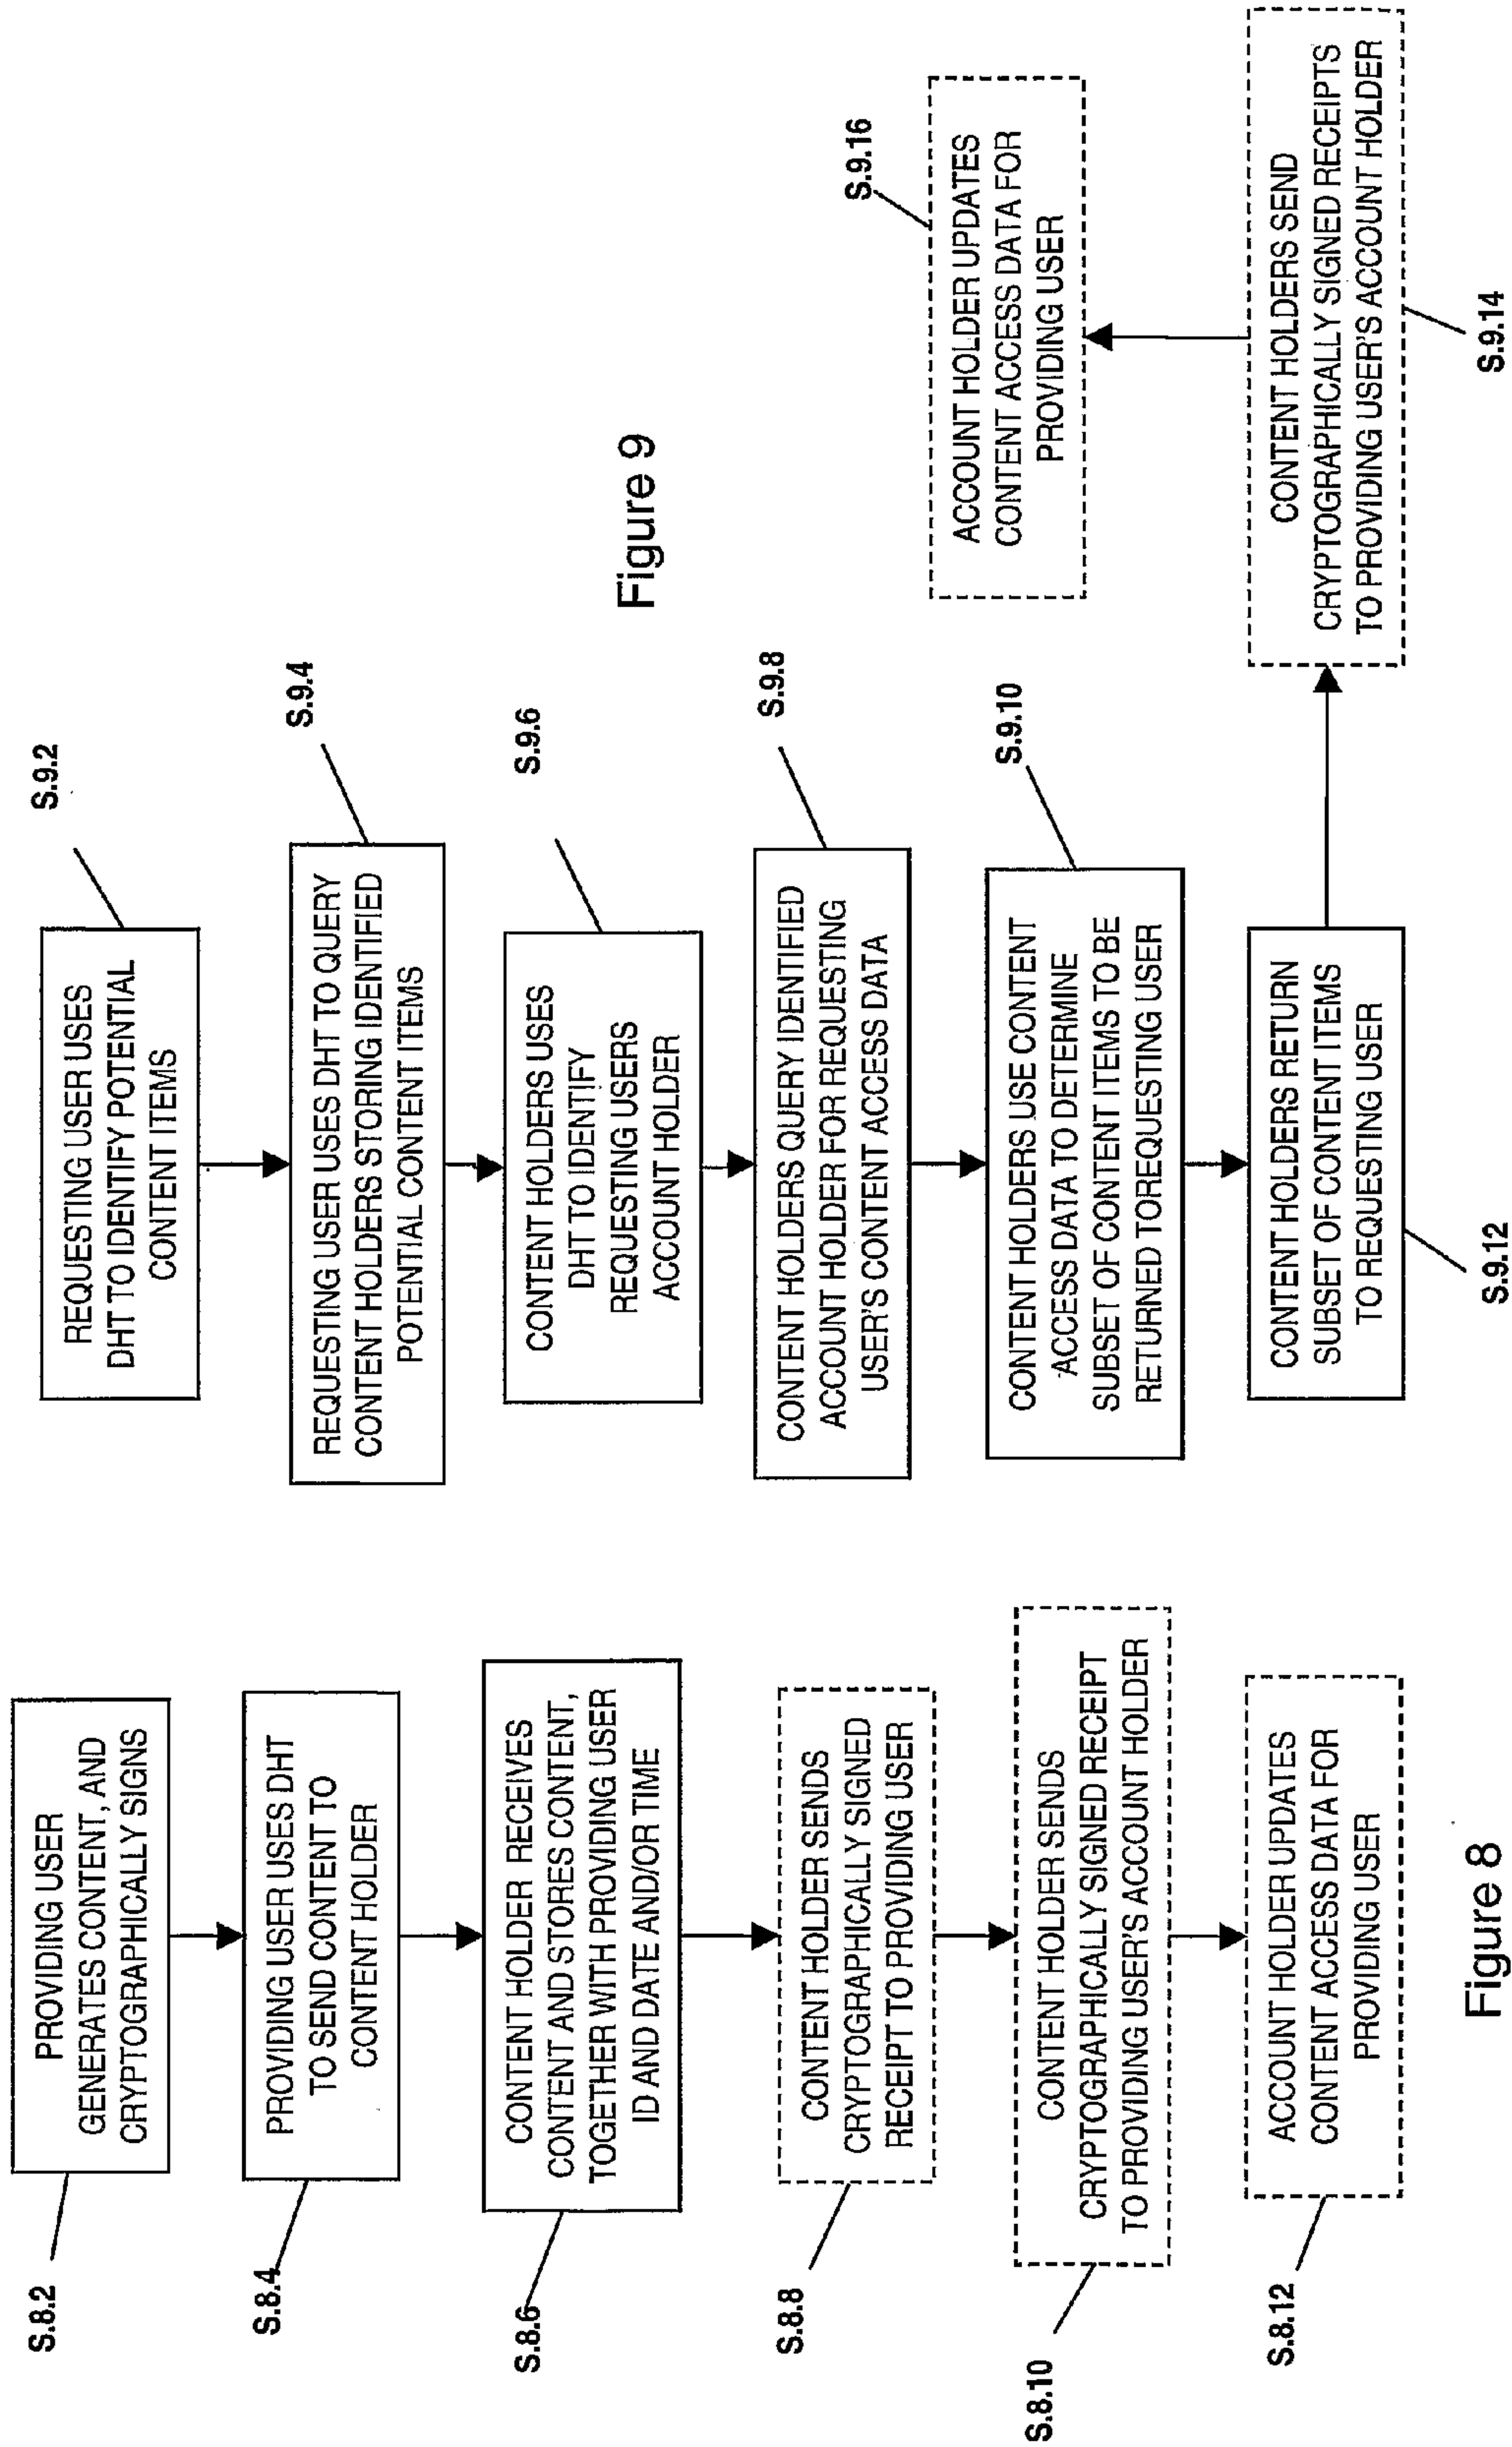 S.8.2
PROVIDING USER
GENERATES CONTENT, AND
CRYPTOGRAPHICALLY SIGNS
S.8.4
PROVIDING USER USES DHT
TO SEND CONTENT TO
CONTENT HOLDER
S.8.6
CONTENT HOLDER RECEIVES
CONTENT AND STORES CONTENT,
TOGETHER WITH PROVIDING USER
ID AND DATE AND/OR TIME
S.8.8
CONTENT HOLDER SENDS
CRYPTOGRAPHICALLY SIGNED
RECEIPT TO PROVIDING USER
S.8.10
CONTENT HOLDER SENDS
CRYPTOGRAPHICALLY SIGNED RECEIPT
TO PROVIDING USER'S ACCOUNT HOLDER
S.8.12
ACCOUNT HOLDER UPDATES
CONTENT ACCESS DATA FOR
PROVIDING USER
Figure 8
S.9.2
REQUESTING USER USES
DHT TO IDENTIFY POTENTIAL
CONTENT ITEMS
S.9.4
REQUESTING USER USES DHT TO QUERY
CONTENT HOLDERS STORING IDENTIFIED
POTENTIAL CONTENT ITEMS
S.9.6
CONTENT HOLDERS USES
DHT TO IDENTIFY
REQUESTING USERS
ACCOUNT HOLDER
S.9.8
CONTENT HOLDERS QUERY IDENTIFIED
ACCOUNT HOLDER FOR REQUESTING
USER'S CONTENT ACCESS DATA
S.9.10
CONTENT HOLDERS USE CONTENT
ACCESS DATA TO DETERMINE
SUBSET OF CONTENT ITEMS TO BE
RETURNED TOREQUESTING USER
CONTENT HOLDERS RETURN
SUBSET OF CONTENT ITEMS
TO REQUESTING USER
S.9.12
CONTENT HOLDERS SEND
CRYPTOGRAPHICALLY SIGNED RECEIPTS
TO PROVIDING USER'S ACCOUNT HOLDER
S.9.14
S.9.16
ACCOUNT HOLDER UPDATES
CONTENT ACCESS DATA FOR
PROVIDING USER
Figure 9